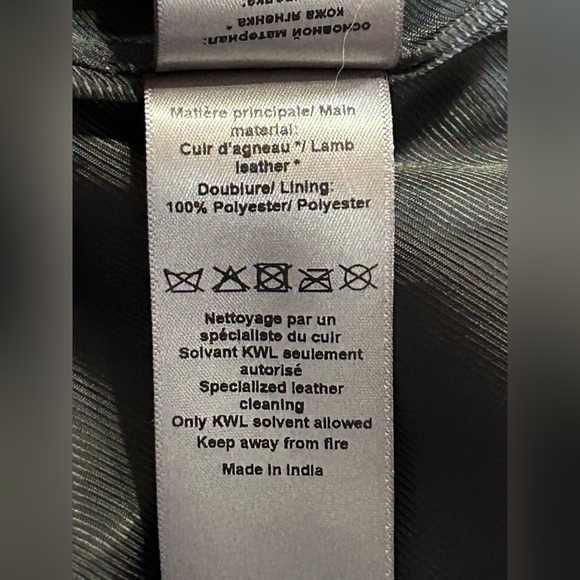 основной материал:
кожа ягненка *
Matière principale/ Main
material:
Cuir d'agneau */ Lamb
leather *
Doublure/ Lining:
100% Polyester/ Polyester
Nettoyage par un
spécialiste du cuir
Solvant KWL seulement
autorisé
Specialized leather
cleaning
Only KWL solvent allowed
Keep away from fire
Made in India